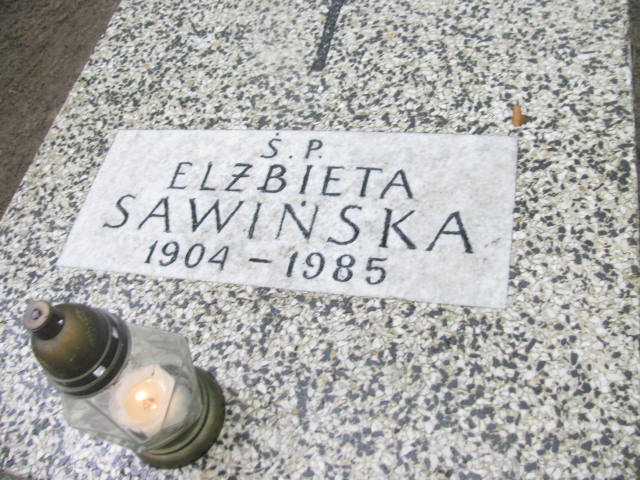 Ś.P.
ELŻBIETA
SAWIŃSKA
1904-1985